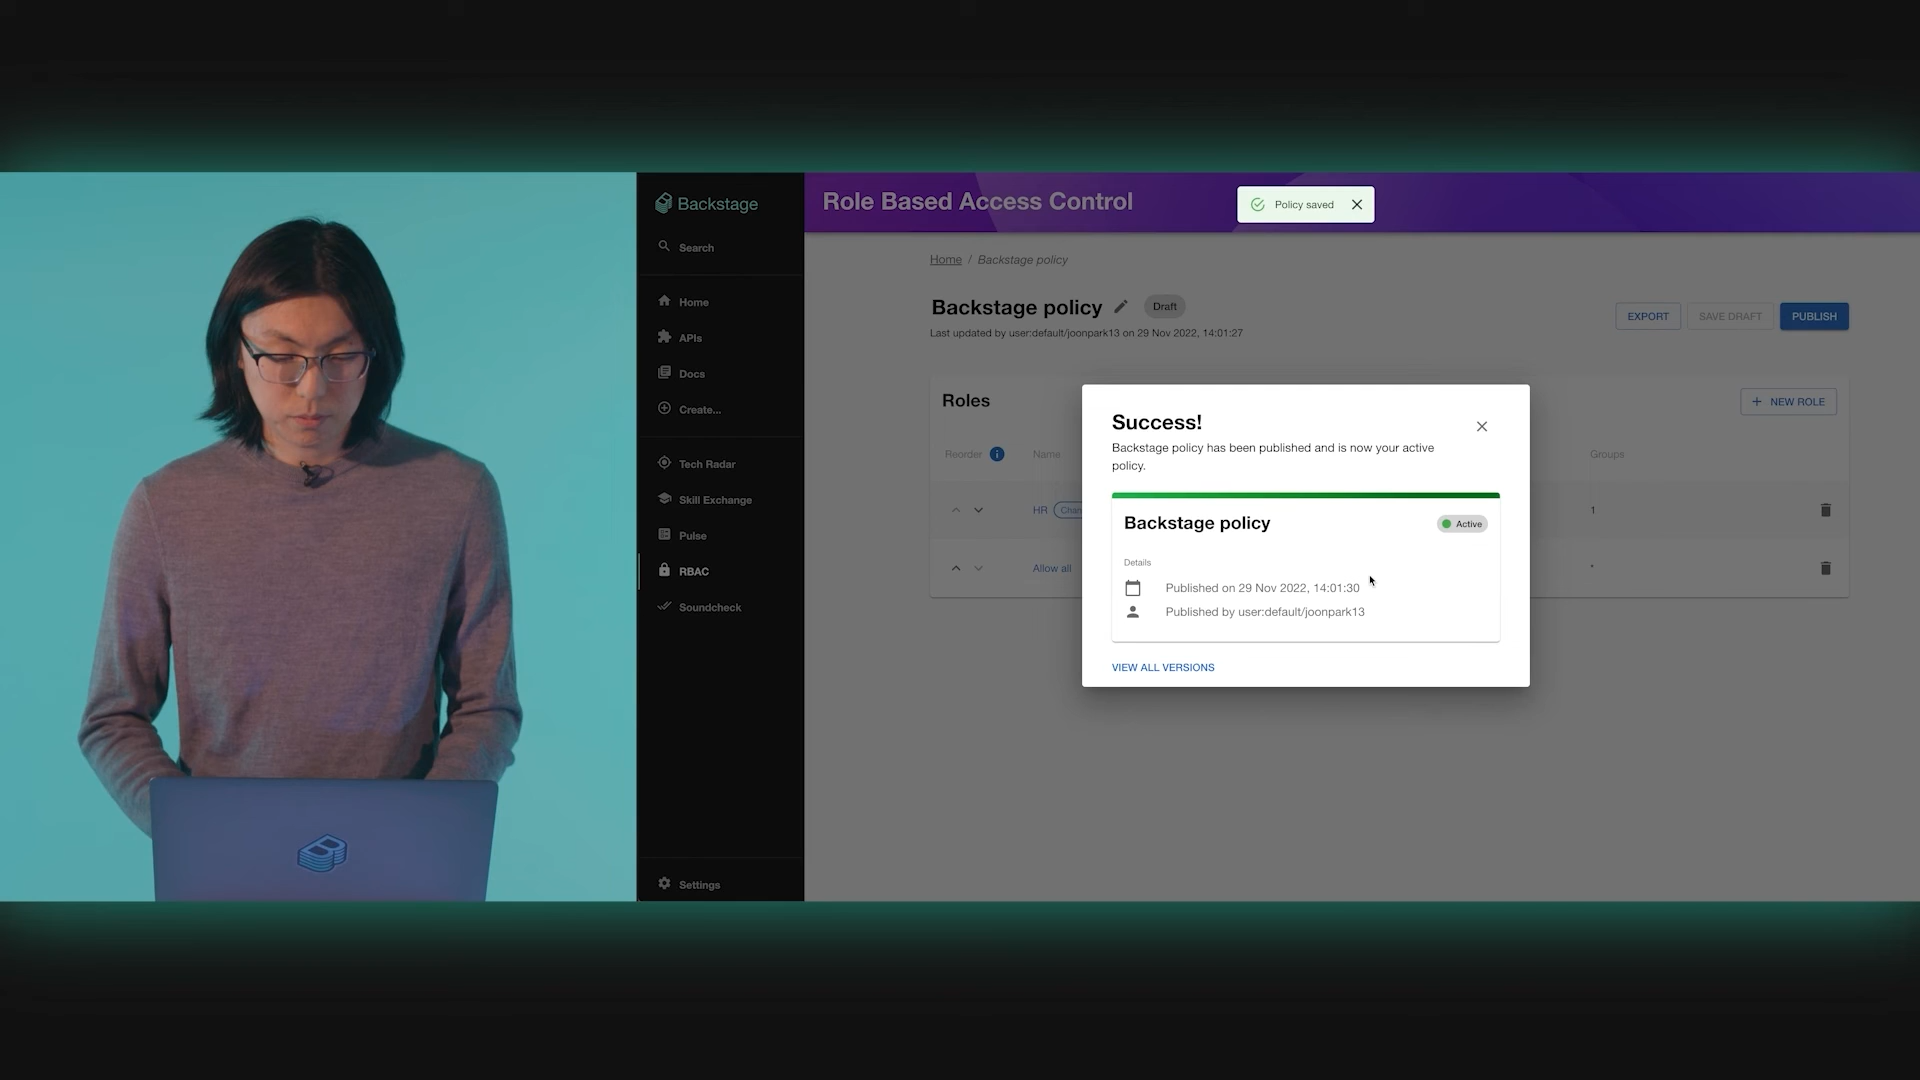 Backstage
Search
Home
APIs
Docs
Create...
Tech Radar
Skill Exchange
Pulse
RBAC
Soundcheck
Settings
Role Based Access Control
Policy saved
Home / Backstage policy
Backstage policy Draft
Last updated by user:default/joonpark13 on 29 Nov 2022, 14:01:27
EXPORT SAVE DRAFT PUBLISH
Roles
+ NEW ROLE
Reorder Name Groups
HR 1
Allow all *
Success!
Backstage policy has been published and is now your active
policy.
Backstage policy Active
Details
Published on 29 Nov 2022, 14:01:30
Published by user:default/joonpark13
VIEW ALL VERSIONS